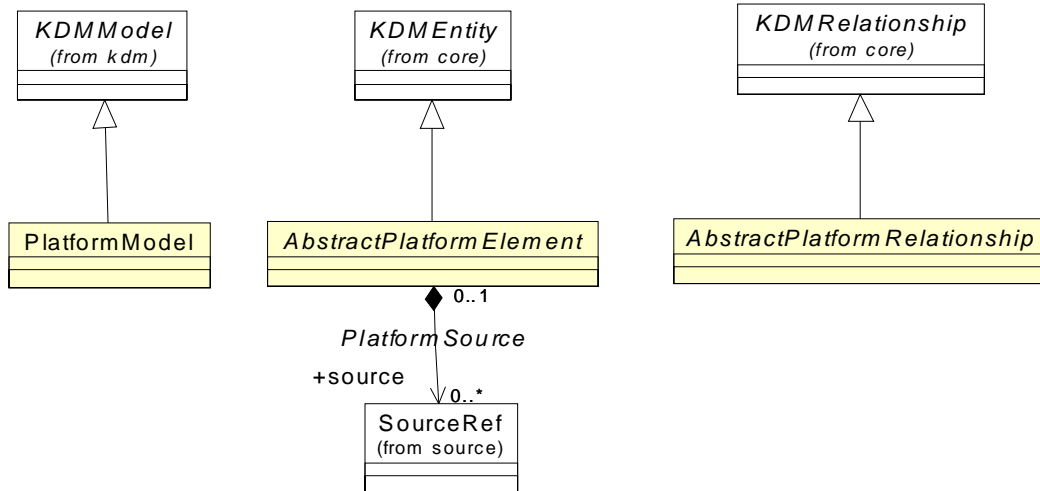 KDMModel
(from kdm)
KDMEntity
(from core)
KDMRelationship
(from core)
PlatformModel
AbstractPlatformElement
AbstractPlatformRelationship
0..1
PlatformSource
+source
0..*
SourceRef
(from source)